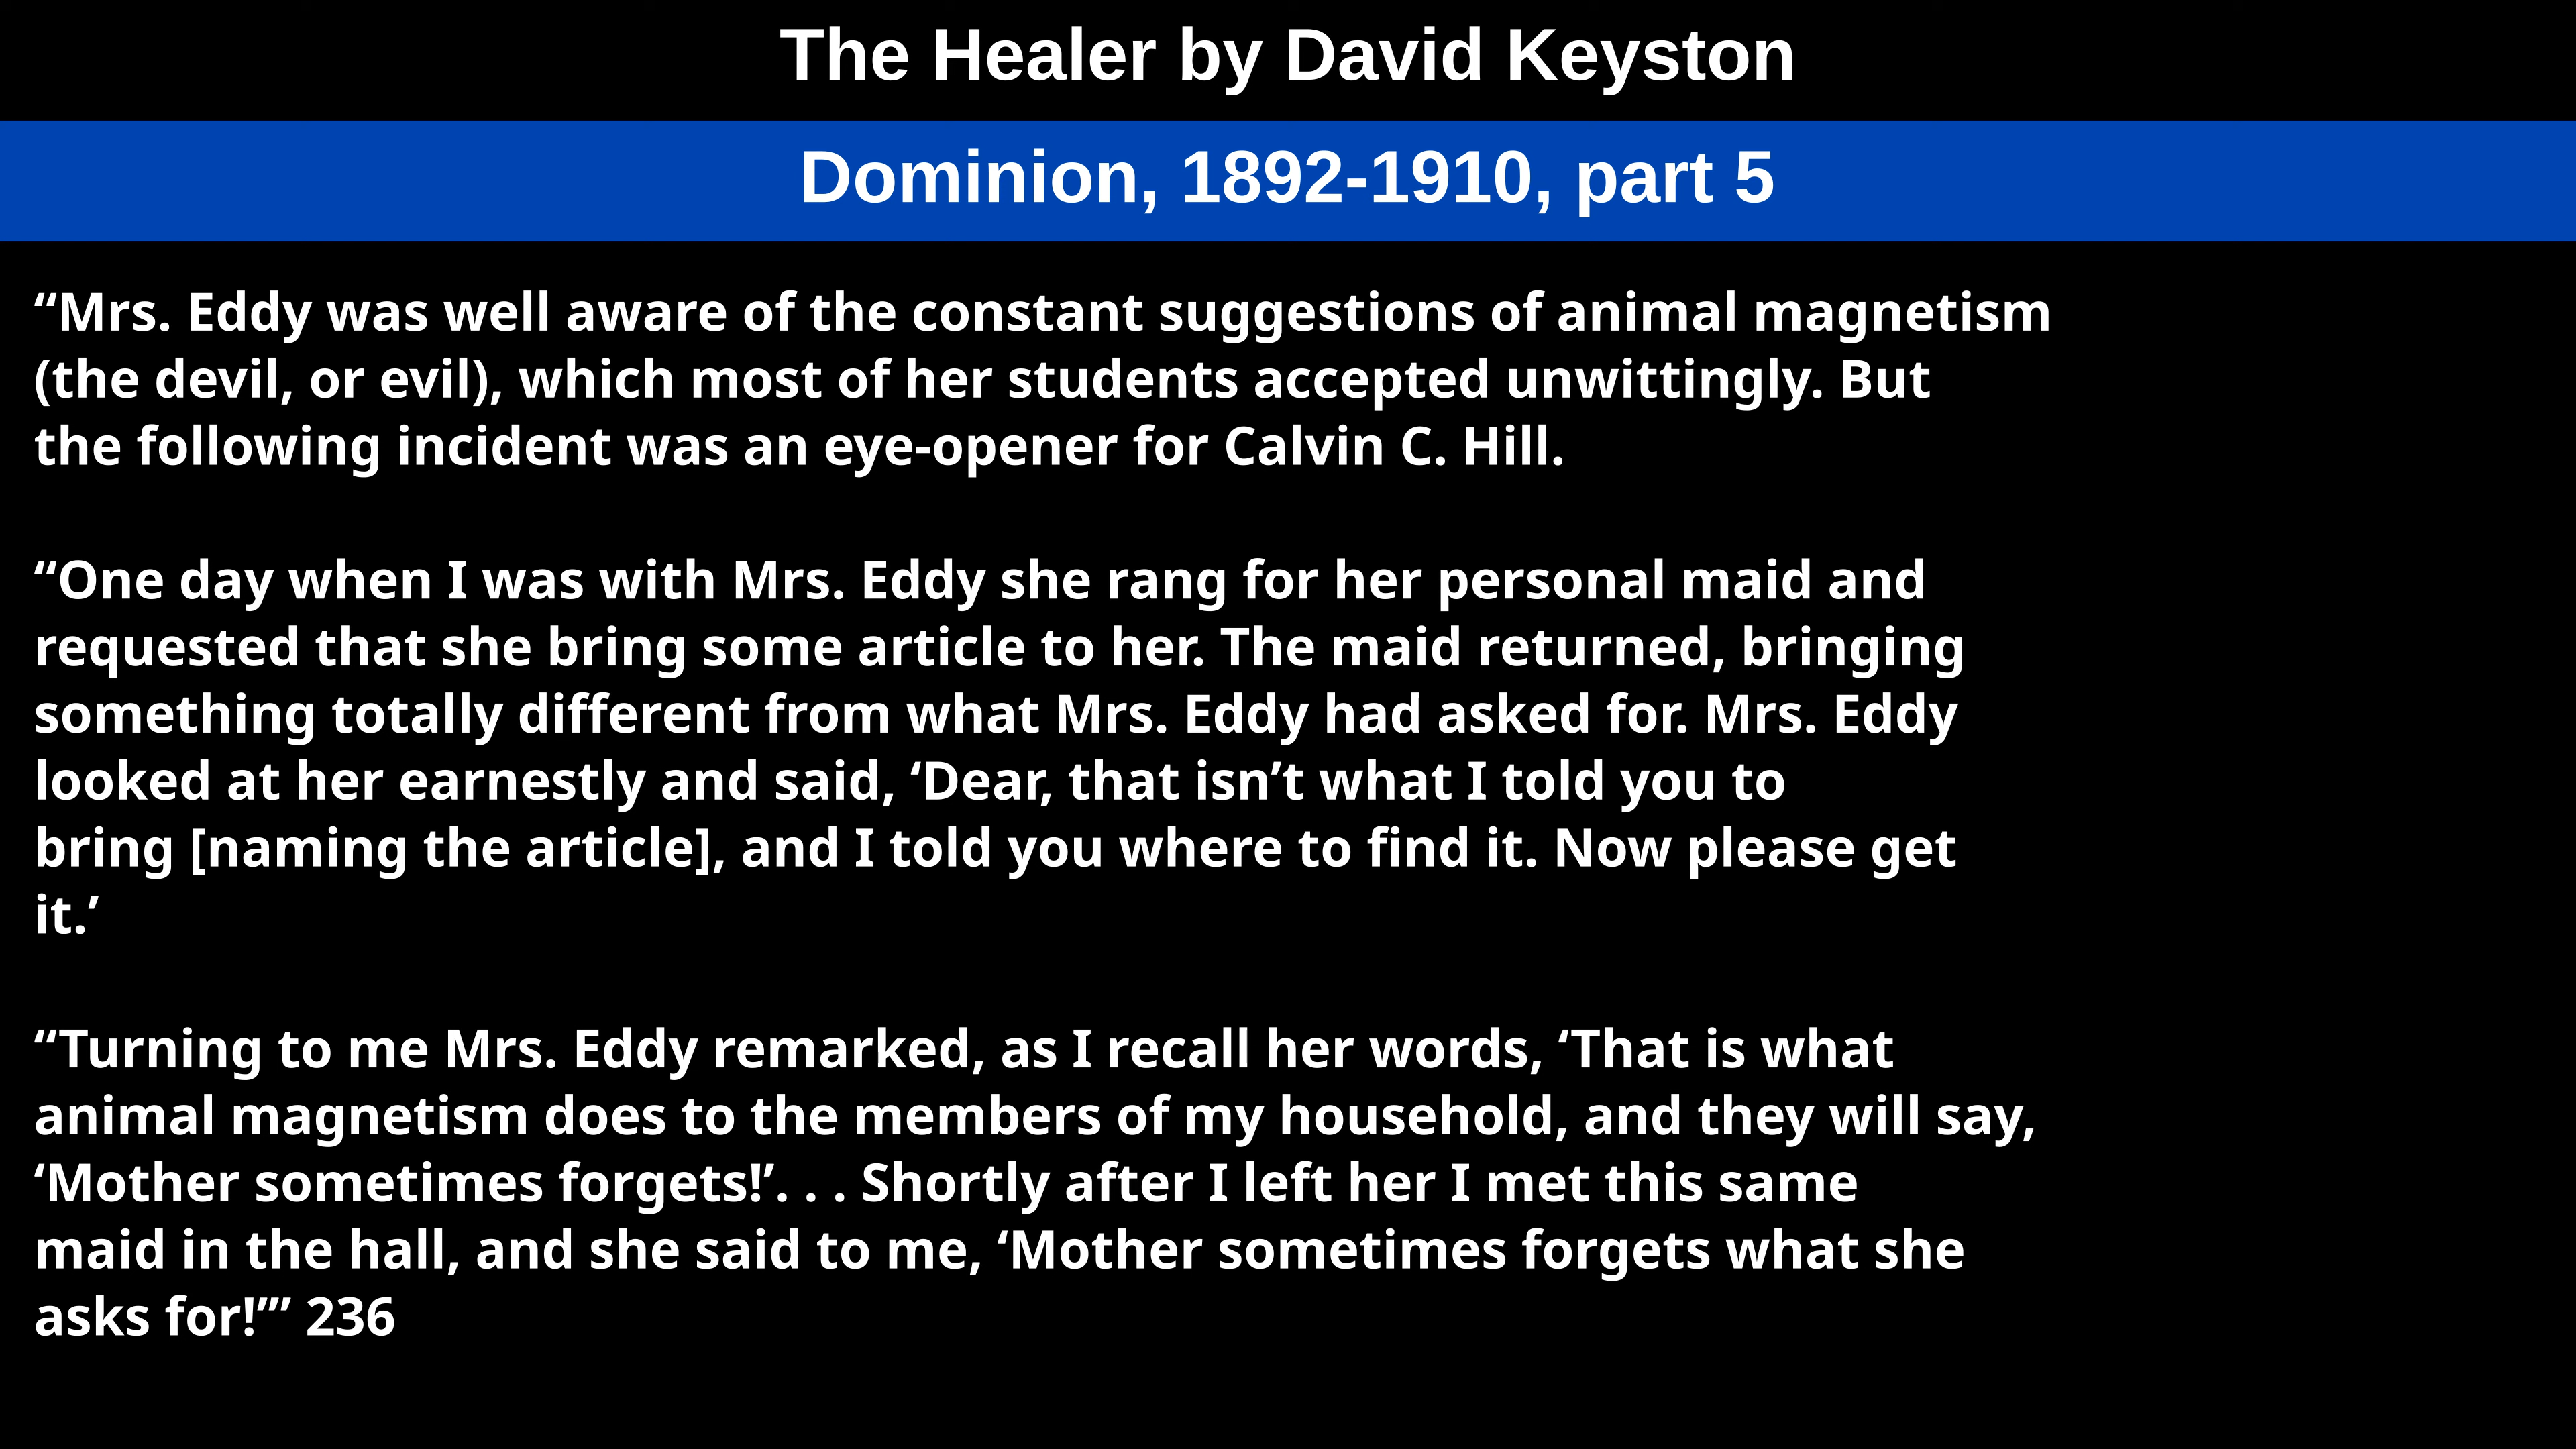 The Healer by David Keyston
Dominion, 1892-1910, part 5
“Mrs. Eddy was well aware of the constant suggestions of animal magnetism
(the devil, or evil), which most of her students accepted unwittingly. But
the following incident was an eye-opener for Calvin C. Hill.
“One day when I was with Mrs. Eddy she rang for her personal maid and
requested that she bring some article to her. The maid returned, bringing
something totally different from what Mrs. Eddy had asked for. Mrs. Eddy
looked at her earnestly and said, ‘Dear, that isn’t what I told you to
bring [naming the article], and I told you where to find it. Now please get
it.’
“Turning to me Mrs. Eddy remarked, as I recall her words, ‘That is what
animal magnetism does to the members of my household, and they will say,
‘Mother sometimes forgets!’. . . Shortly after I left her I met this same
maid in the hall, and she said to me, ‘Mother sometimes forgets what she
asks for!’” 236